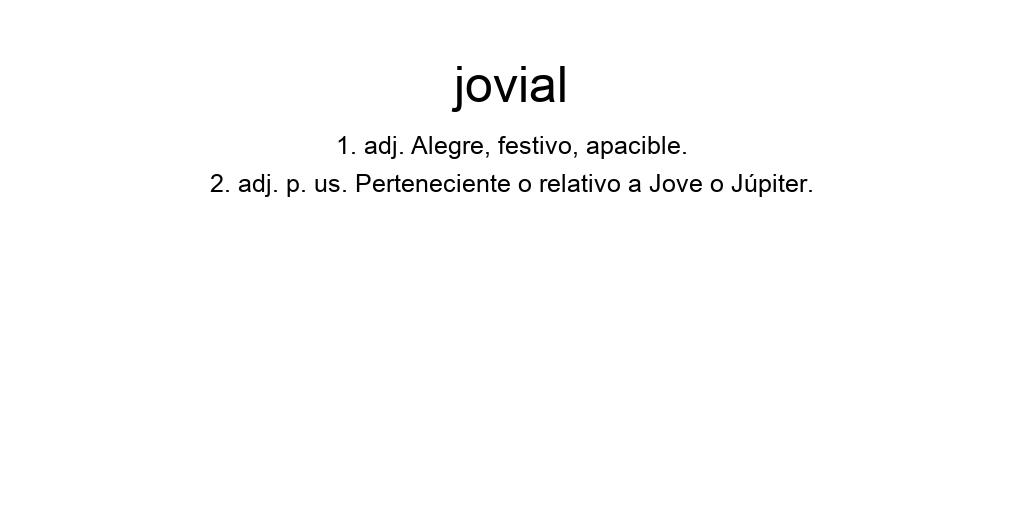 jovial
1. adj. Alegre, festivo, apacible.
2. adj. p. us. Perteneciente o relativo a Jove o Júpiter.